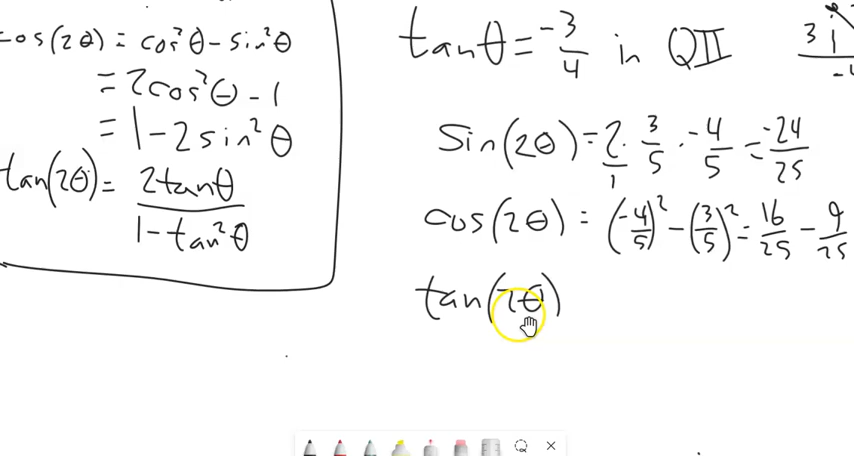 cos(2θ) = cos²θ - sin²θ
= 2cos²θ - 1
= 1 - 2sin²θ
tan(2θ) = 2tanθ / 1 - tan²θ
tanθ = -3/4 in QII
3
-4
sin(2θ) = 2/1 · 3/5 · -4/5 = -24/25
cos(2θ) = (-4/5)² - (3/5)² = 16/25 - 9/25
tan(2θ)